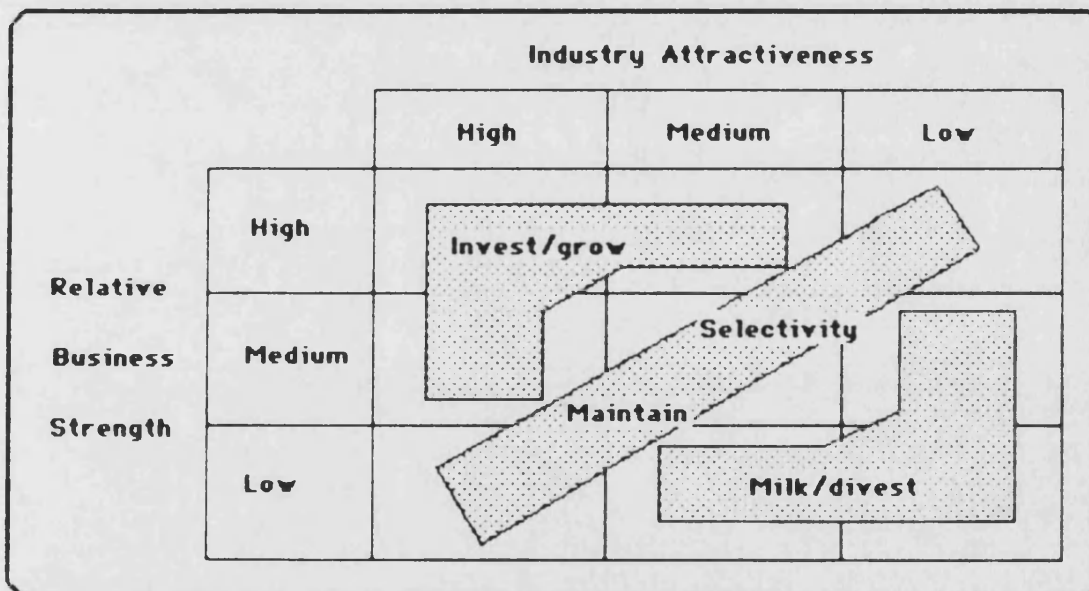 Industry Attractiveness
High Medium Low
High
Invest/grow
Relative
Selectivity
Business Medium
Maintain
Strength
Low
Milk/divest